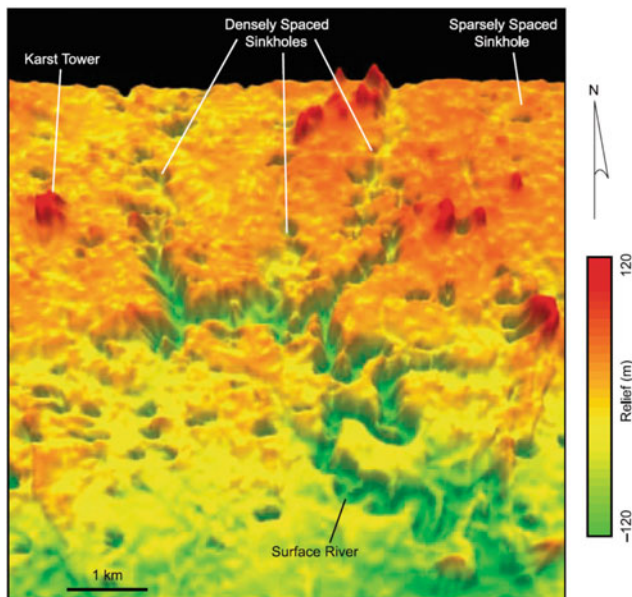 Densely Spaced
Sinkholes
Sparsely Spaced
Sinkhole
Karst Tower
N
120
Relief (m)
–120
Surface River
1 km